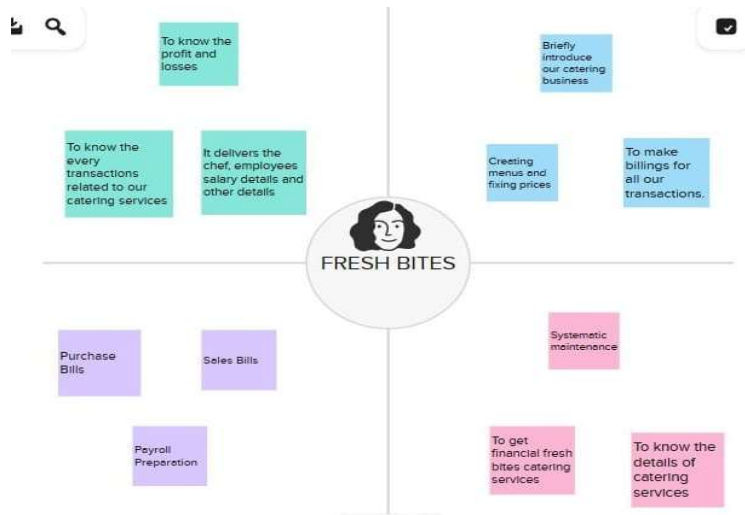 To know the
profit and
losses
To know the
every
transactions
related to our
catering services
It delivers the
chef, employees
salary details and
other details
Briefly
introduce
our catering
business
Creating
menus and
fixing prices
To make
billings for
all our
transactions.
FRESH BITES
Purchase
Bills
Sales Bills
Payroll
Preparation
Systematic
maintenance
To get
financial fresh
bites catering
services
To know the
details of
catering
services